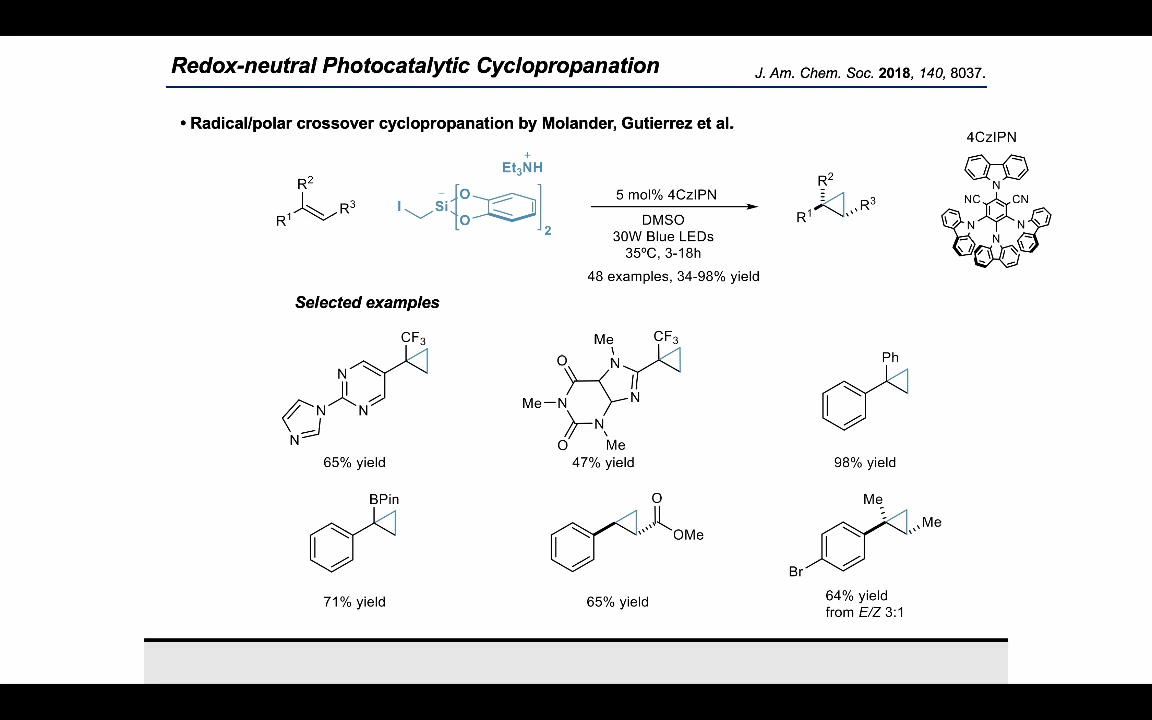 Redox-neutral Photocatalytic Cyclopropanation
J. Am. Chem. Soc. 2018, 140, 8037.
• Radical/polar crossover cyclopropanation by Molander, Gutierrez et al.
4CzIPN
R1
R2
R3
I
Si
−
O
O
2
Et3NH
+
5 mol% 4CzIPN
DMSO
30W Blue LEDs
35ºC, 3-18h
48 examples, 34-98% yield
R2
R1
R3
N
NC
CN
N
N
N
Selected examples
CF3
N
N
N
N
65% yield
Me
CF3
O
N
Me
N
N
N
O
Me
47% yield
Ph
98% yield
BPin
71% yield
O
OMe
65% yield
Me
Me
Br
64% yield
from E/Z 3:1